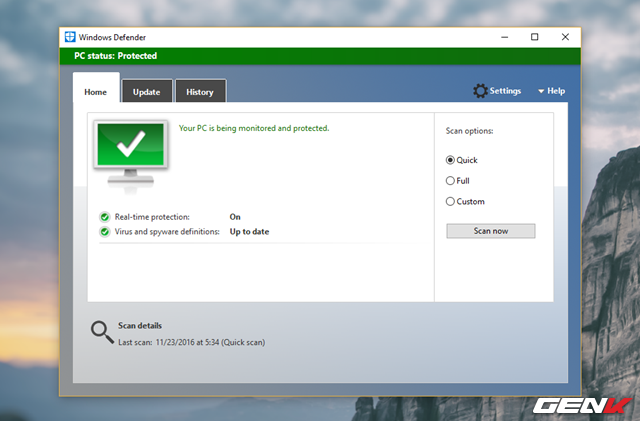 Windows Defender
PC status: Protected
Home
Update
History
Settings
Help
Your PC is being monitored and protected.
Real-time protection: On
Virus and spyware definitions: Up to date
Scan options:
Quick
Full
Custom
Scan now
Scan details
Last scan: 11/23/2016 at 5:34 (Quick scan)
GENK